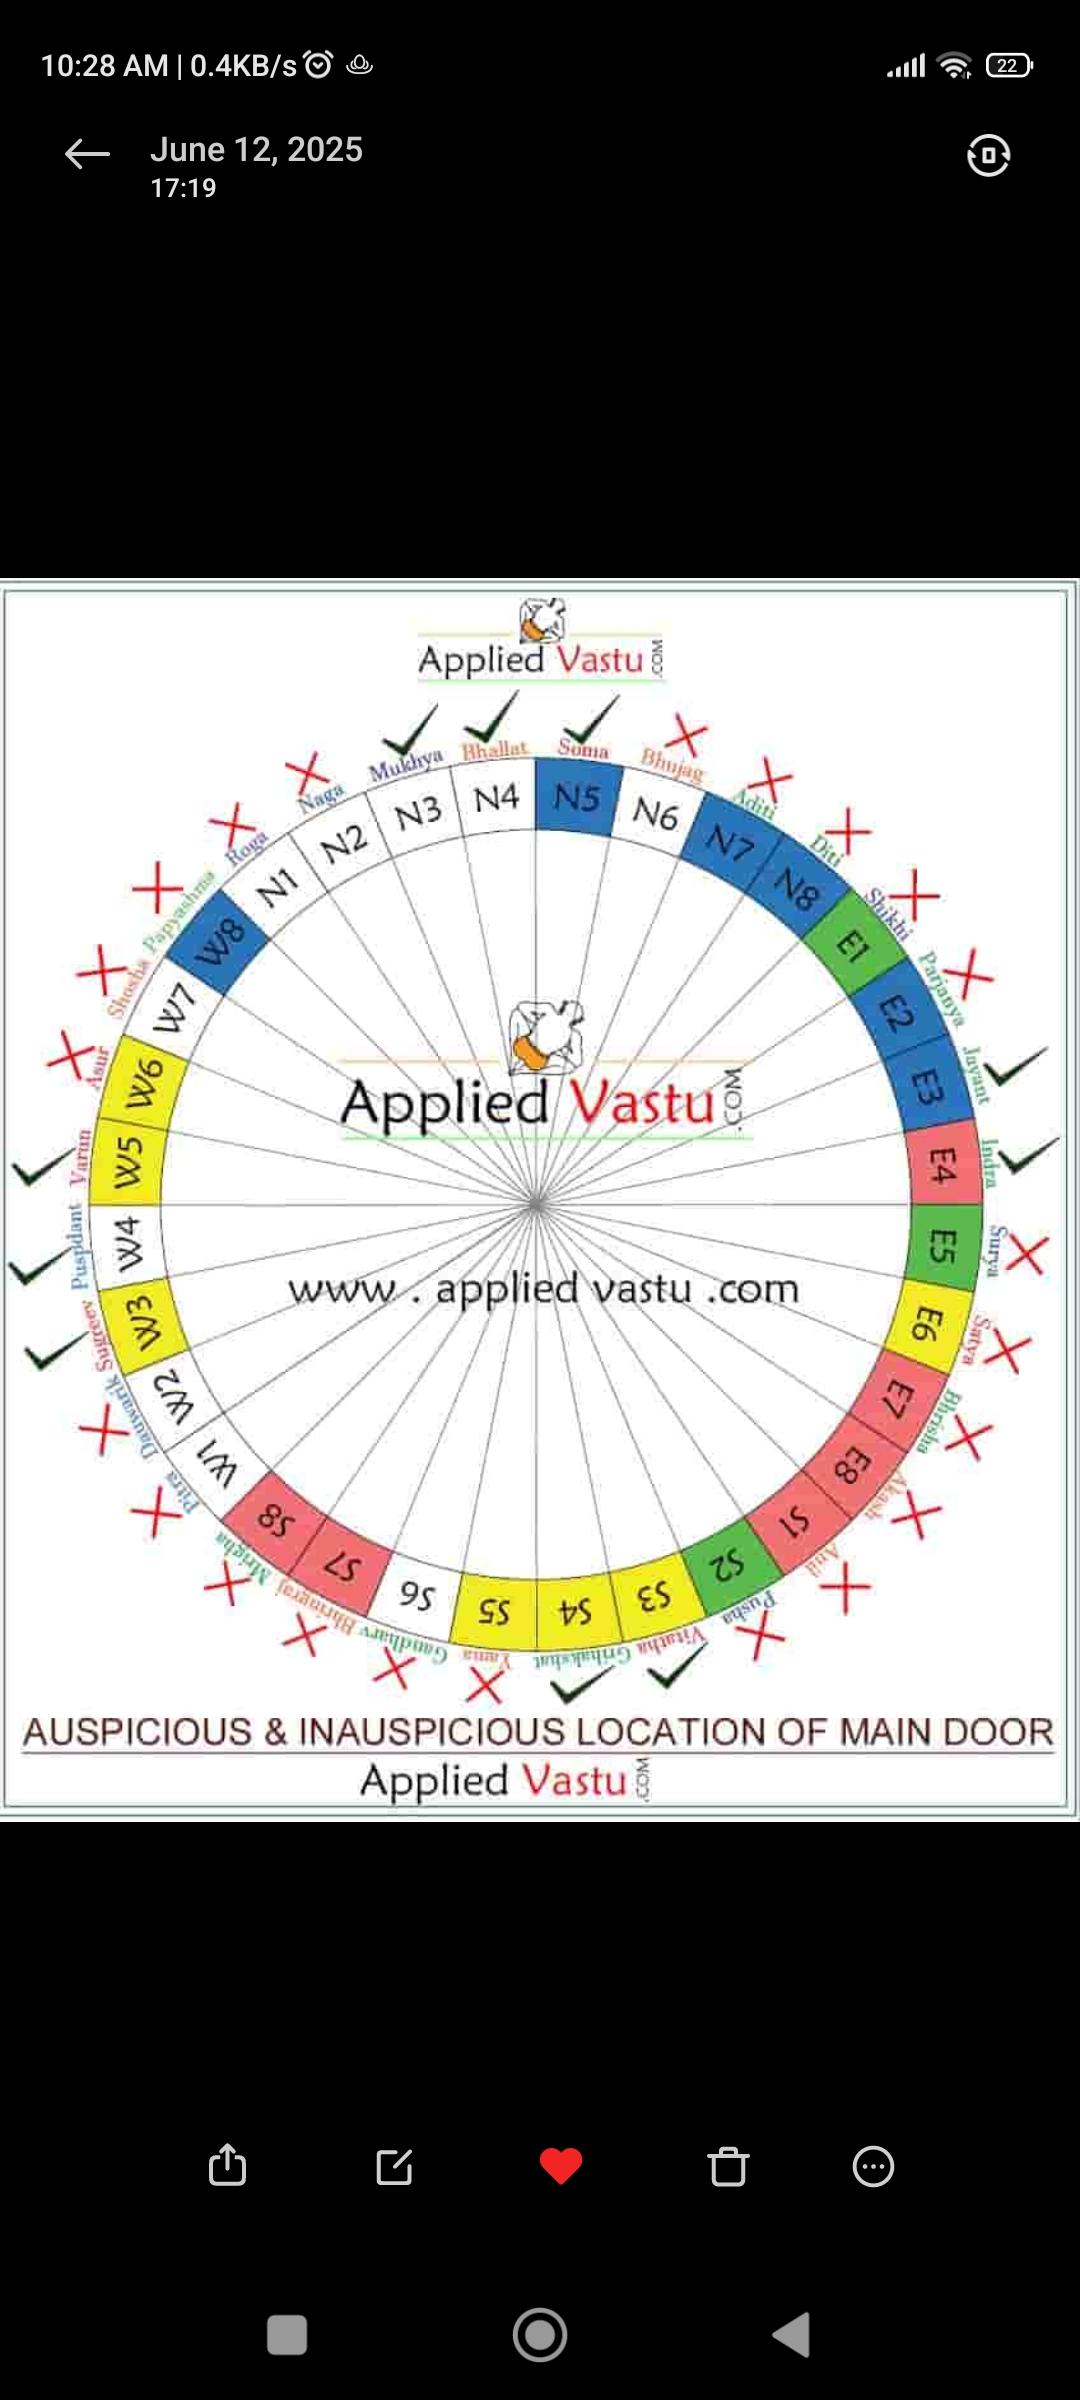 10:28 AM | 0.4KB/s
22
June 12, 2025
17:19
Applied Vastu .COM
Mukhya
Bhallat
Soma
Bhujag
Aditi
Diti
Shikhi
Parjanya
Jayant
Indra
Surya
Satya
Bhrisha
Akash
Anil
Pusha
Vitatha
Grihakshat
Yama
Gandharv
Bhringraj
Mrigha
Pitra
Dauwarik
Sugreev
Puspdant
Varun
Asur
Shosha
Papyashma
Roga
Naga
N1
N2
N3
N4
N5
N6
N7
N8
E1
E2
E3
E4
E5
E6
E7
E8
S1
S2
S3
S4
S5
S6
S7
S8
W1
W2
W3
W4
W5
W6
W7
W8
Applied Vastu .COM
www . applied vastu .com
AUSPICIOUS & INAUSPICIOUS LOCATION OF MAIN DOOR
Applied Vastu .COM